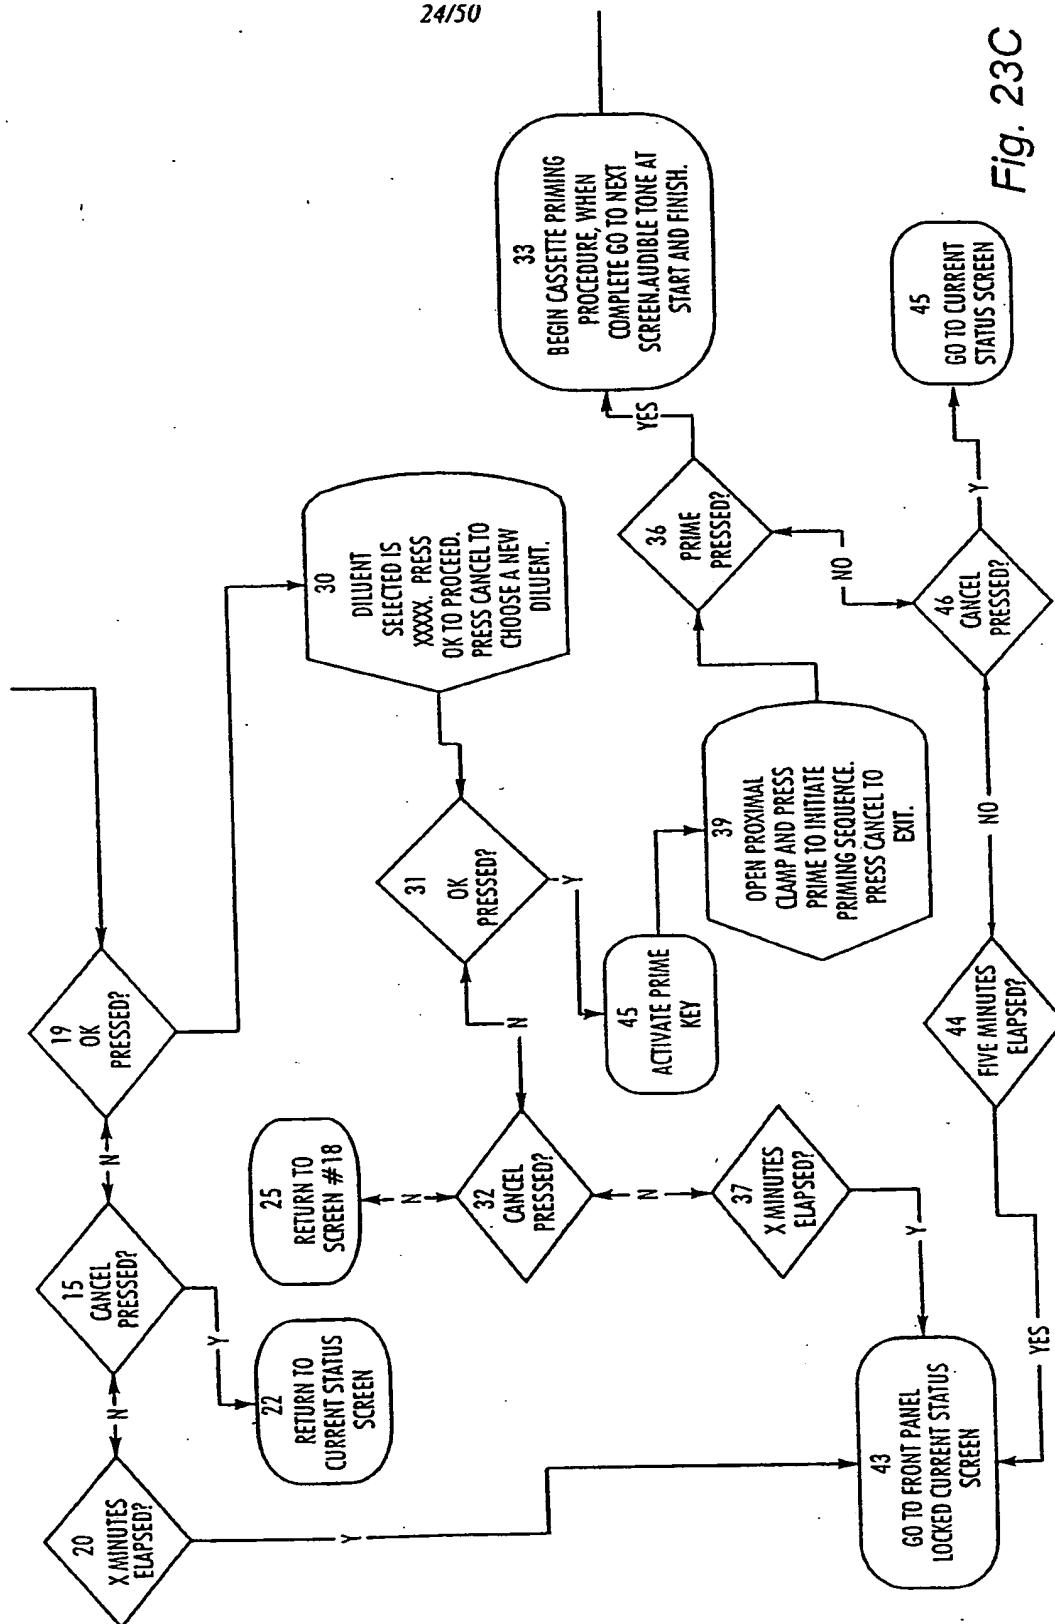 24/50
20
X MINUTES
ELAPSED?
N
15
CANCEL
PRESSED?
N
19
OK
PRESSED?
Y
22
RETURN TO
CURRENT STATUS
SCREEN
Y
25
RETURN TO
SCREEN #18
N
32
CANCEL
PRESSED?
N
31
OK
PRESSED?
30
DILUENT
SELECTED IS
XXXX. PRESS
OK TO PROCEED.
PRESS CANCEL TO
CHOOSE A NEW
DILUENT.
N
37
X MINUTES
ELAPSED?
Y
Y
45
ACTIVATE PRIME
KEY
39
OPEN PROXIMAL
CLAMP AND PRESS
PRIME TO INITIATE
PRIMING SEQUENCE.
PRESS CANCEL TO
EXIT.
36
PRIME
PRESSED?
YES
33
BEGIN CASSETTE PRIMING
PROCEDURE, WHEN
COMPLETE GO TO NEXT
SCREEN.AUDIBLE TONE AT
START AND FINISH.
NO
43
GO TO FRONT PANEL
LOCKED CURRENT STATUS
SCREEN
YES
44
FIVE MINUTES
ELAPSED?
NO
46
CANCEL
PRESSED?
Y
45
GO TO CURRENT
STATUS SCREEN
Fig. 23C